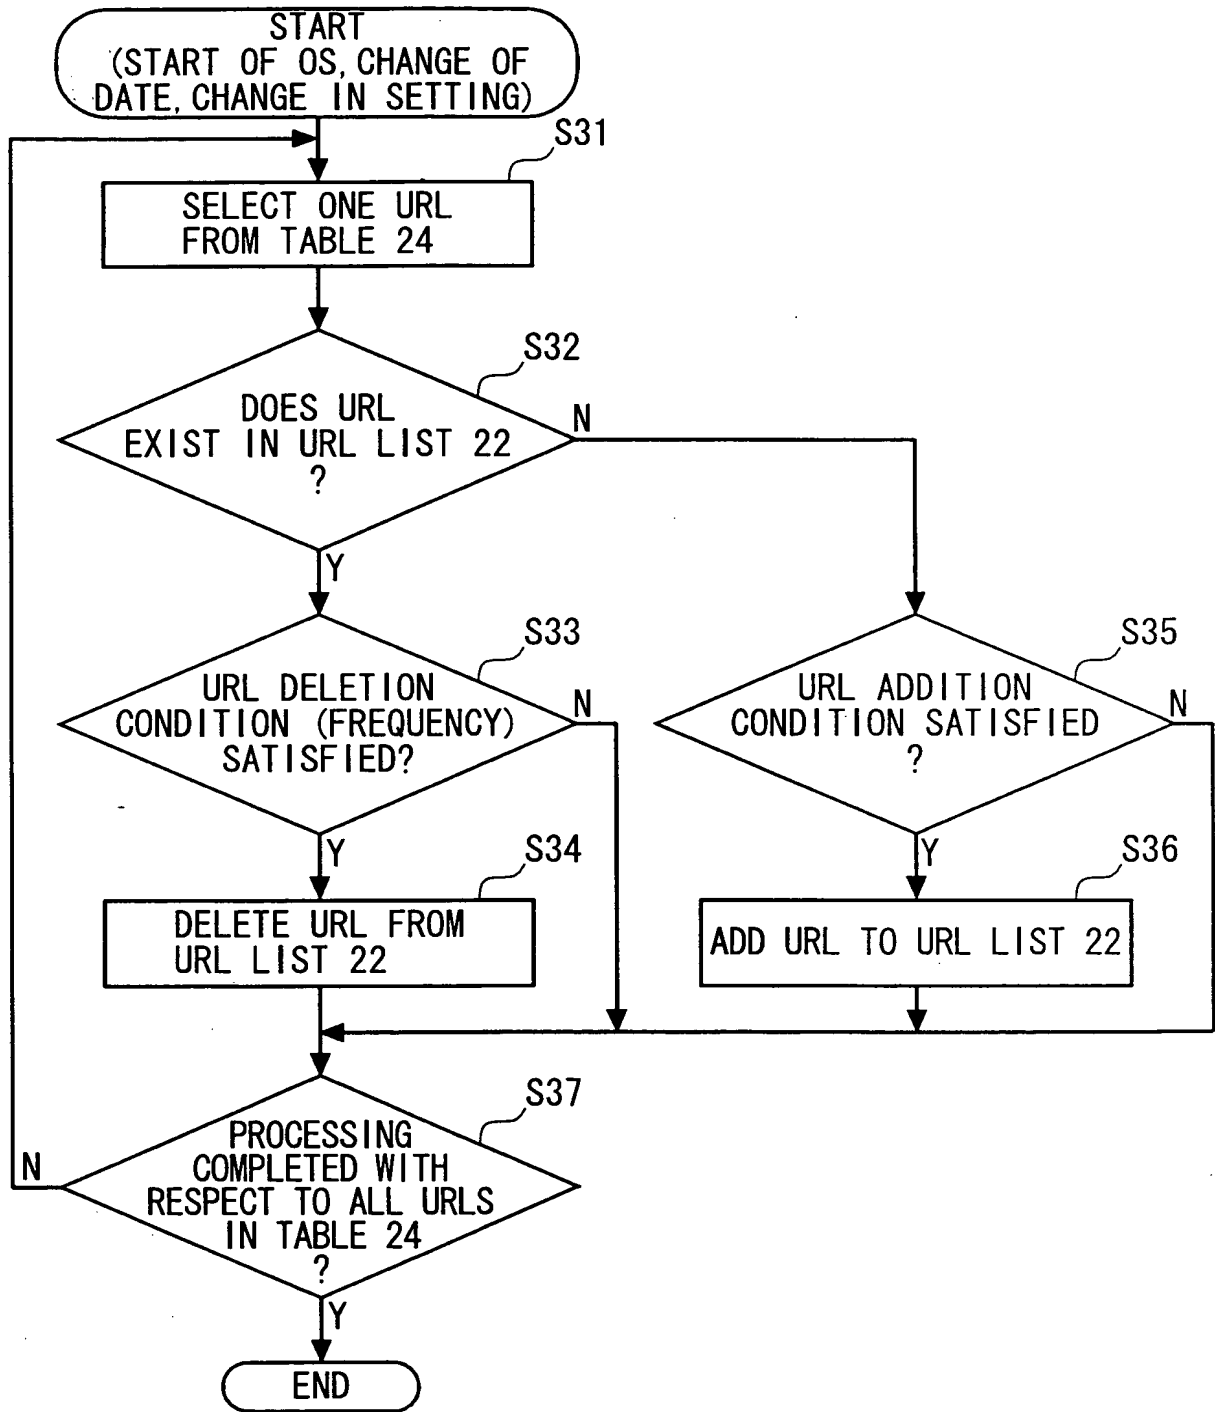 START
(START OF OS, CHANGE OF
DATE, CHANGE IN SETTING)
S31
SELECT ONE URL
FROM TABLE 24
S32
DOES URL
EXIST IN URL LIST 22
?
N
Y
S33
URL DELETION
CONDITION (FREQUENCY)
SATISFIED?
N
Y
S35
URL ADDITION
CONDITION SATISFIED
?
N
Y
S34
DELETE URL FROM
URL LIST 22
S36
ADD URL TO URL LIST 22
S37
PROCESSING
COMPLETED WITH
RESPECT TO ALL URLS
IN TABLE 24
?
N
Y
END